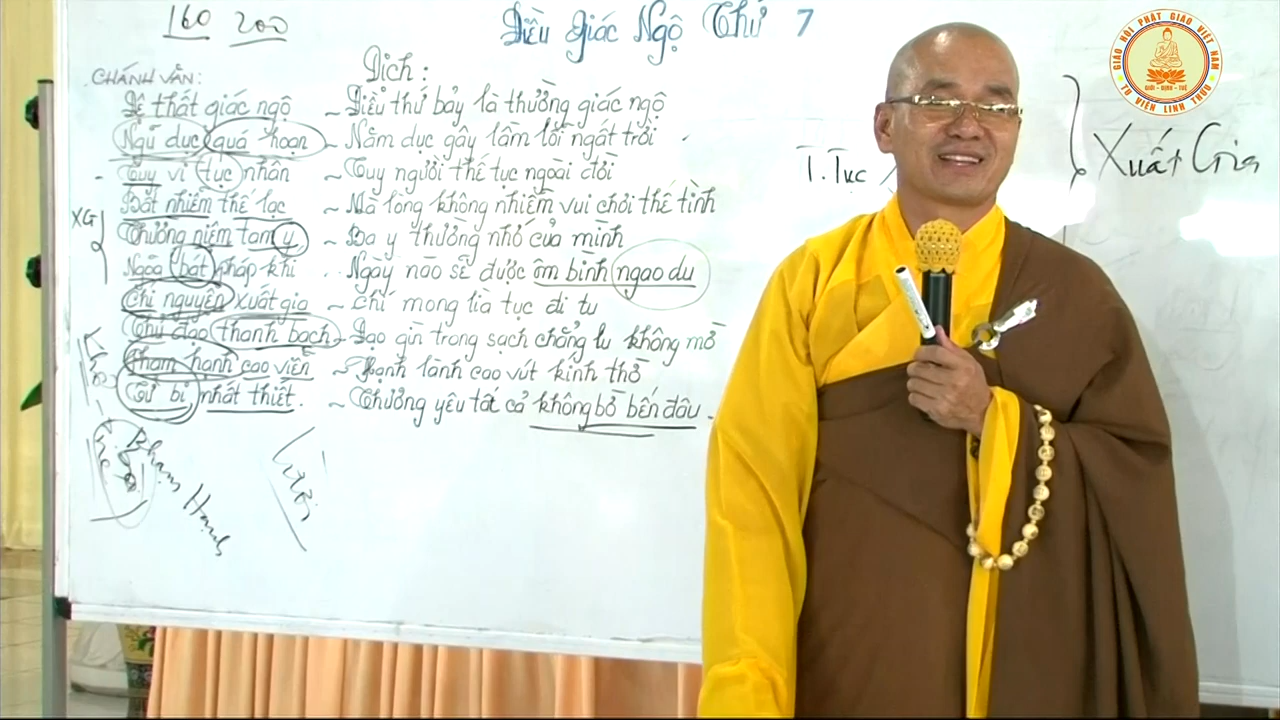 160 200
Điều Giác Ngộ Thứ 7
CHÁNH VĂN:
Dịch:
Đệ thất giác ngộ ~ Điều thứ bảy là thưởng giác ngộ
Ngũ dục quá hoạn ~ Năm dục gây lầm lỗi ngất trời
Tuy vi tục nhân ~ Tuy người thế tục ngoài đời
Bất nhiễm thế lạc ~ Mà lòng không nhiễm vui chơi thế tình
XG
Thường niệm tam y ~ Ba y thường nhớ của mình
Ngõa bát pháp khí ~ Ngày nào sẽ được ôm bình ngao du
Chí nguyện xuất gia ~ Chí mong lìa tục đi tu
Thủ đạo thanh bạch ~ Đạo gìn trong sạch chẳng lu không mờ
Phạm hạnh cao viễn ~ Hạnh lành cao vút kính thờ
Từ bi nhất thiết. ~ Thương yêu tất cả không bờ bến đâu.
Phạm Hạnh
T.Tục
Xuất Gia
GIÁO HỘI PHẬT GIÁO VIỆT NAM
GIỚI - ĐỊNH - TUỆ
TU VIỆN LINH THỨU